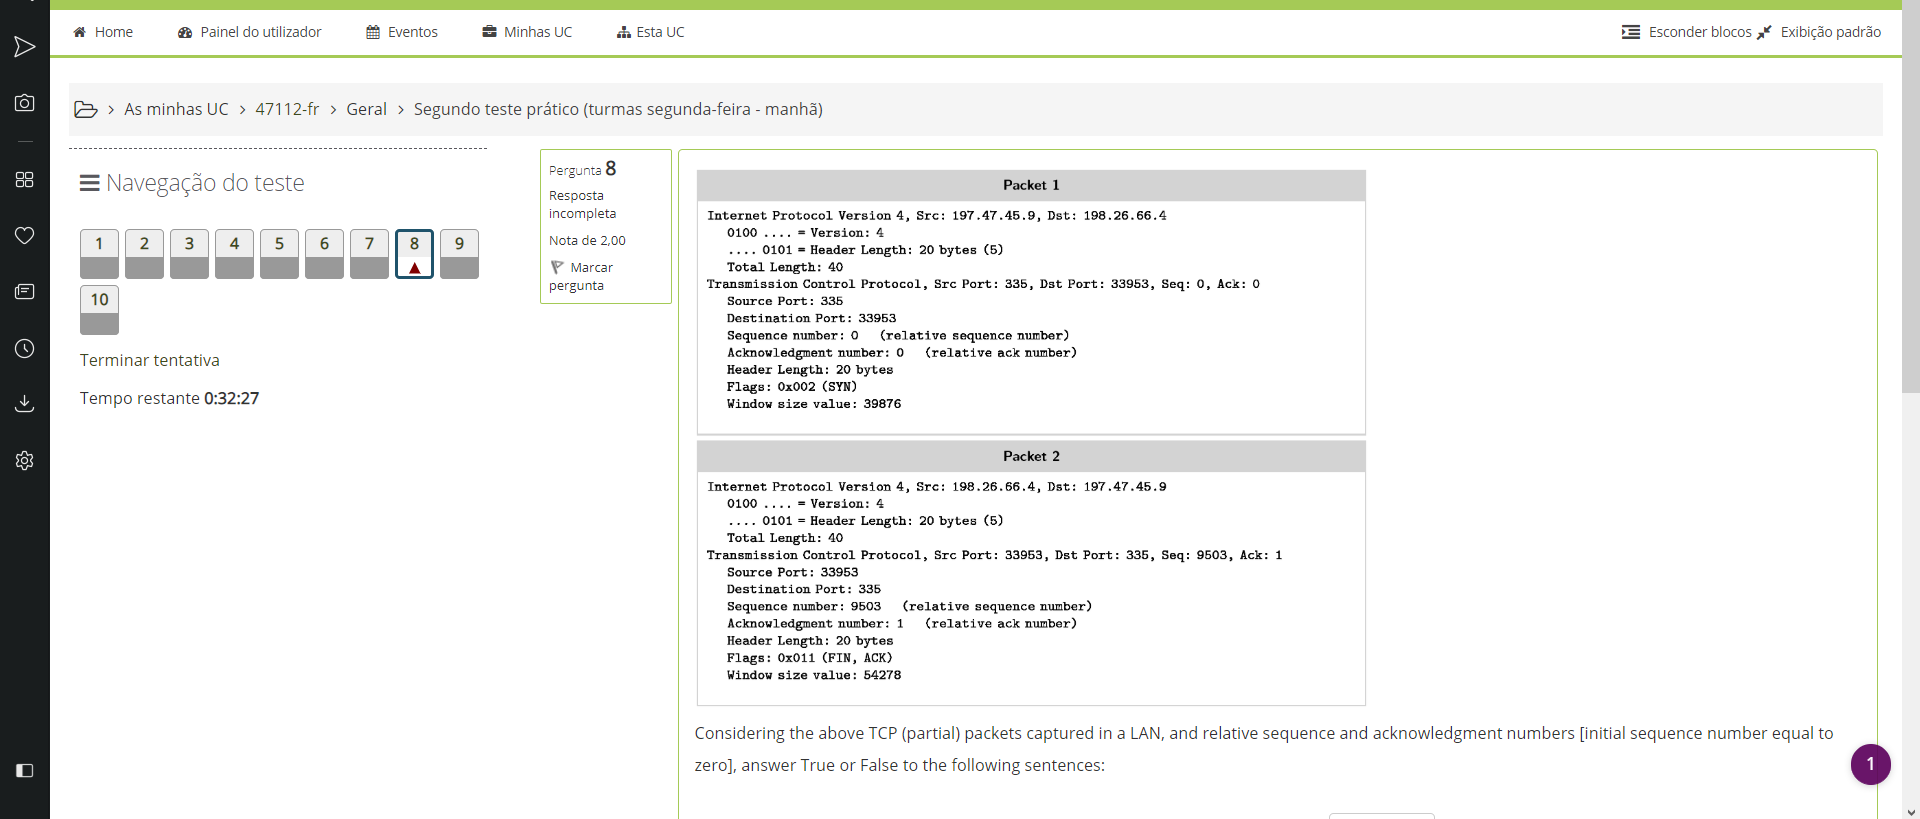 Home
Painel do utilizador
Eventos
Minhas UC
Esta UC
Esconder blocos
Exibição padrão
> As minhas UC > 47112-fr > Geral > Segundo teste prático (turmas segunda-feira - manhã)
Navegação do teste
1 2 3 4 5 6 7 8 9
10
Terminar tentativa
Tempo restante 0:32:27
Pergunta 8
Resposta
incompleta
Nota de 2,00
Marcar
pergunta
Packet 1
Internet Protocol Version 4, Src: 197.47.45.9, Dst: 198.26.66.4
0100 .... = Version: 4
.... 0101 = Header Length: 20 bytes (5)
Total Length: 40
Transmission Control Protocol, Src Port: 335, Dst Port: 33953, Seq: 0, Ack: 0
Source Port: 335
Destination Port: 33953
Sequence number: 0 (relative sequence number)
Acknowledgment number: 0 (relative ack number)
Header Length: 20 bytes
Flags: 0x002 (SYN)
Window size value: 39876
Packet 2
Internet Protocol Version 4, Src: 198.26.66.4, Dst: 197.47.45.9
0100 .... = Version: 4
.... 0101 = Header Length: 20 bytes (5)
Total Length: 40
Transmission Control Protocol, Src Port: 33953, Dst Port: 335, Seq: 9503, Ack: 1
Source Port: 33953
Destination Port: 335
Sequence number: 9503 (relative sequence number)
Acknowledgment number: 1 (relative ack number)
Header Length: 20 bytes
Flags: 0x011 (FIN, ACK)
Window size value: 54278
Considering the above TCP (partial) packets captured in a LAN, and relative sequence and acknowledgment numbers [initial sequence number equal to
zero], answer True or False to the following sentences:
1